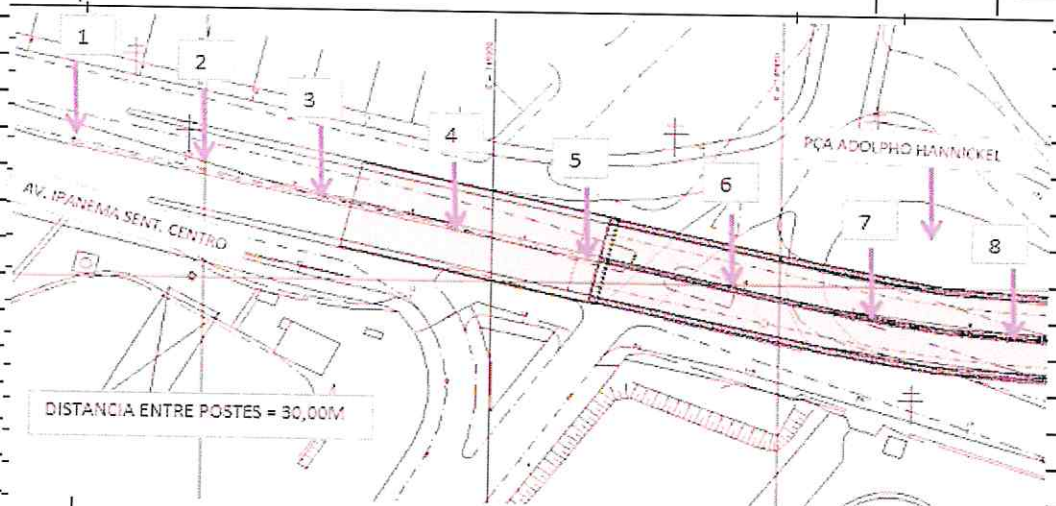 1
2
3
4
5
6
7
8
PÇA ADOLPHO HANNICKEL
AV. IPANEMA SENT. CENTRO
DISTANCIA ENTRE POSTES = 30,00M